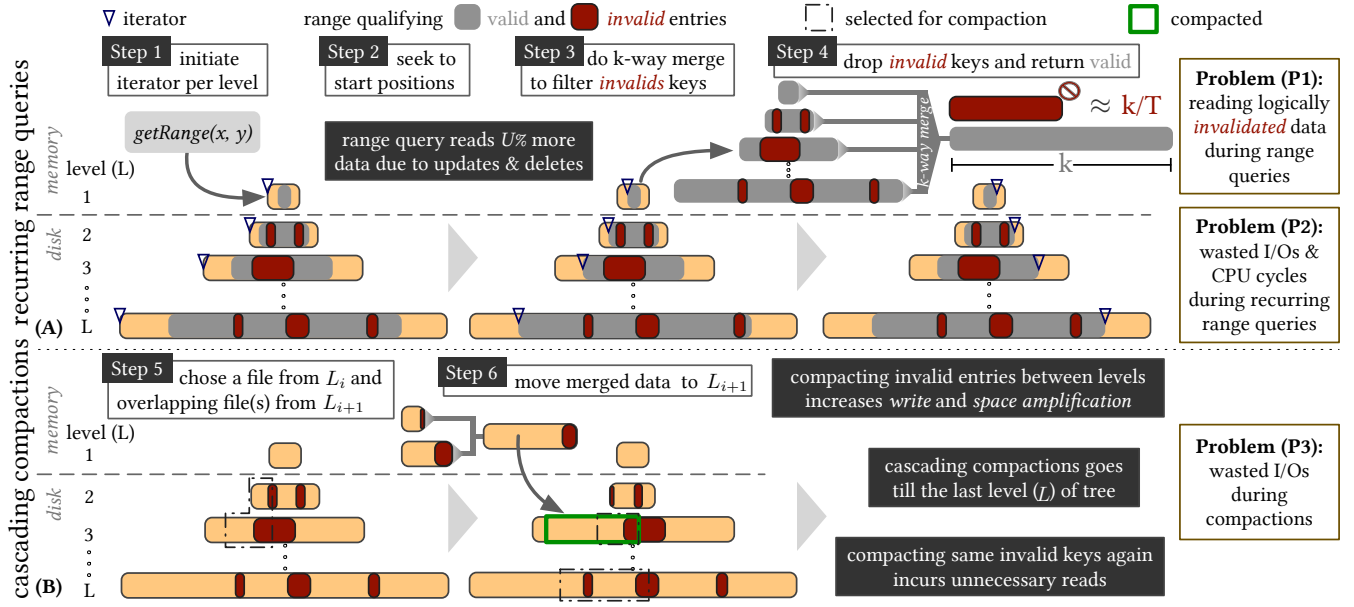 iterator
range qualifying valid and invalid entries
selected for compaction
compacted
recurring range queries
Step 1 initiate
iterator per level
Step 2 seek to
start positions
Step 3 do k-way merge
to filter invalids keys
Step 4
drop invalid keys and return valid
getRange(x, y)
range query reads U% more
data due to updates & deletes
k-way merge
≈ k/T
k
memory
level (L)
1
disk
2
3
L
(A)
Problem (P1):
reading logically
invalidated data
during range
queries
Problem (P2):
wasted I/Os &
CPU cycles
during recurring
range queries
cascading compactions
Step 5 chose a file from Li and
overlapping file(s) from Li+1
Step 6
move merged data to Li+1
memory
level (L)
1
disk
2
3
L
(B)
compacting invalid entries between levels
increases write and space amplification
cascading compactions goes
till the last level (L) of tree
compacting same invalid keys again
incurs unnecessary reads
Problem (P3):
wasted I/Os
during
compactions